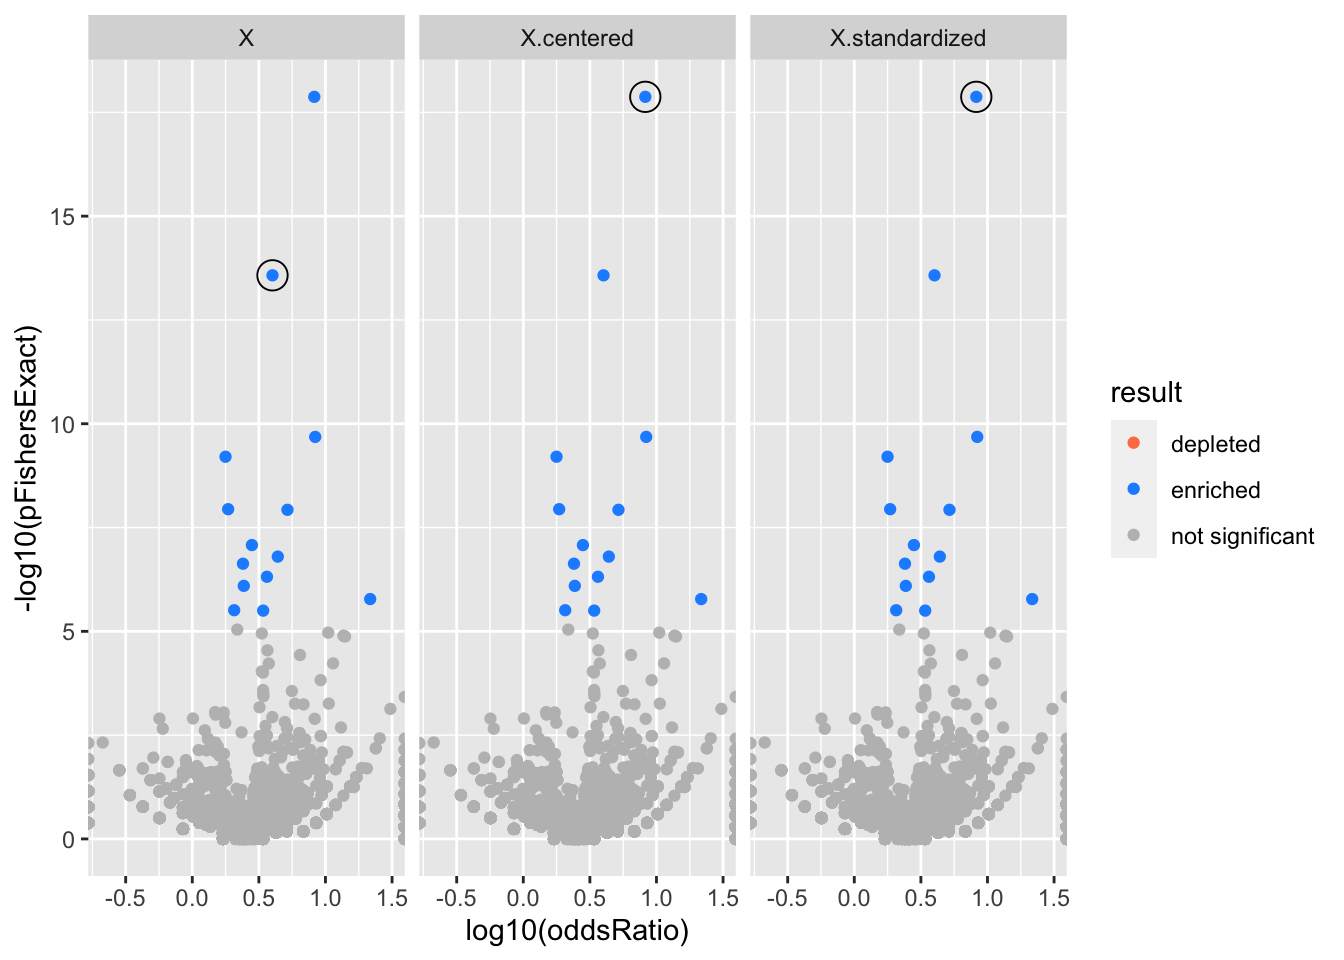 X X.centered X.standardized
15
10
5
0
-log10(pFishersExact)
-0.5 0.0 0.5 1.0 1.5 -0.5 0.0 0.5 1.0 1.5 -0.5 0.0 0.5 1.0 1.5
log10(oddsRatio)
result
depleted
enriched
not significant